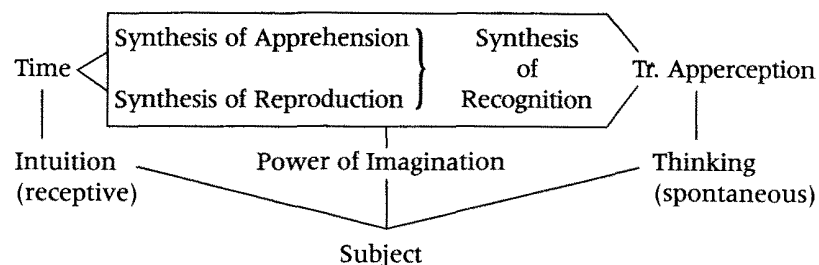 Synthesis of Apprehension
Synthesis of Reproduction
Synthesis
of
Recognition
Time
Tr. Apperception
Intuition
(receptive)
Power of Imagination
Thinking
(spontaneous)
Subject